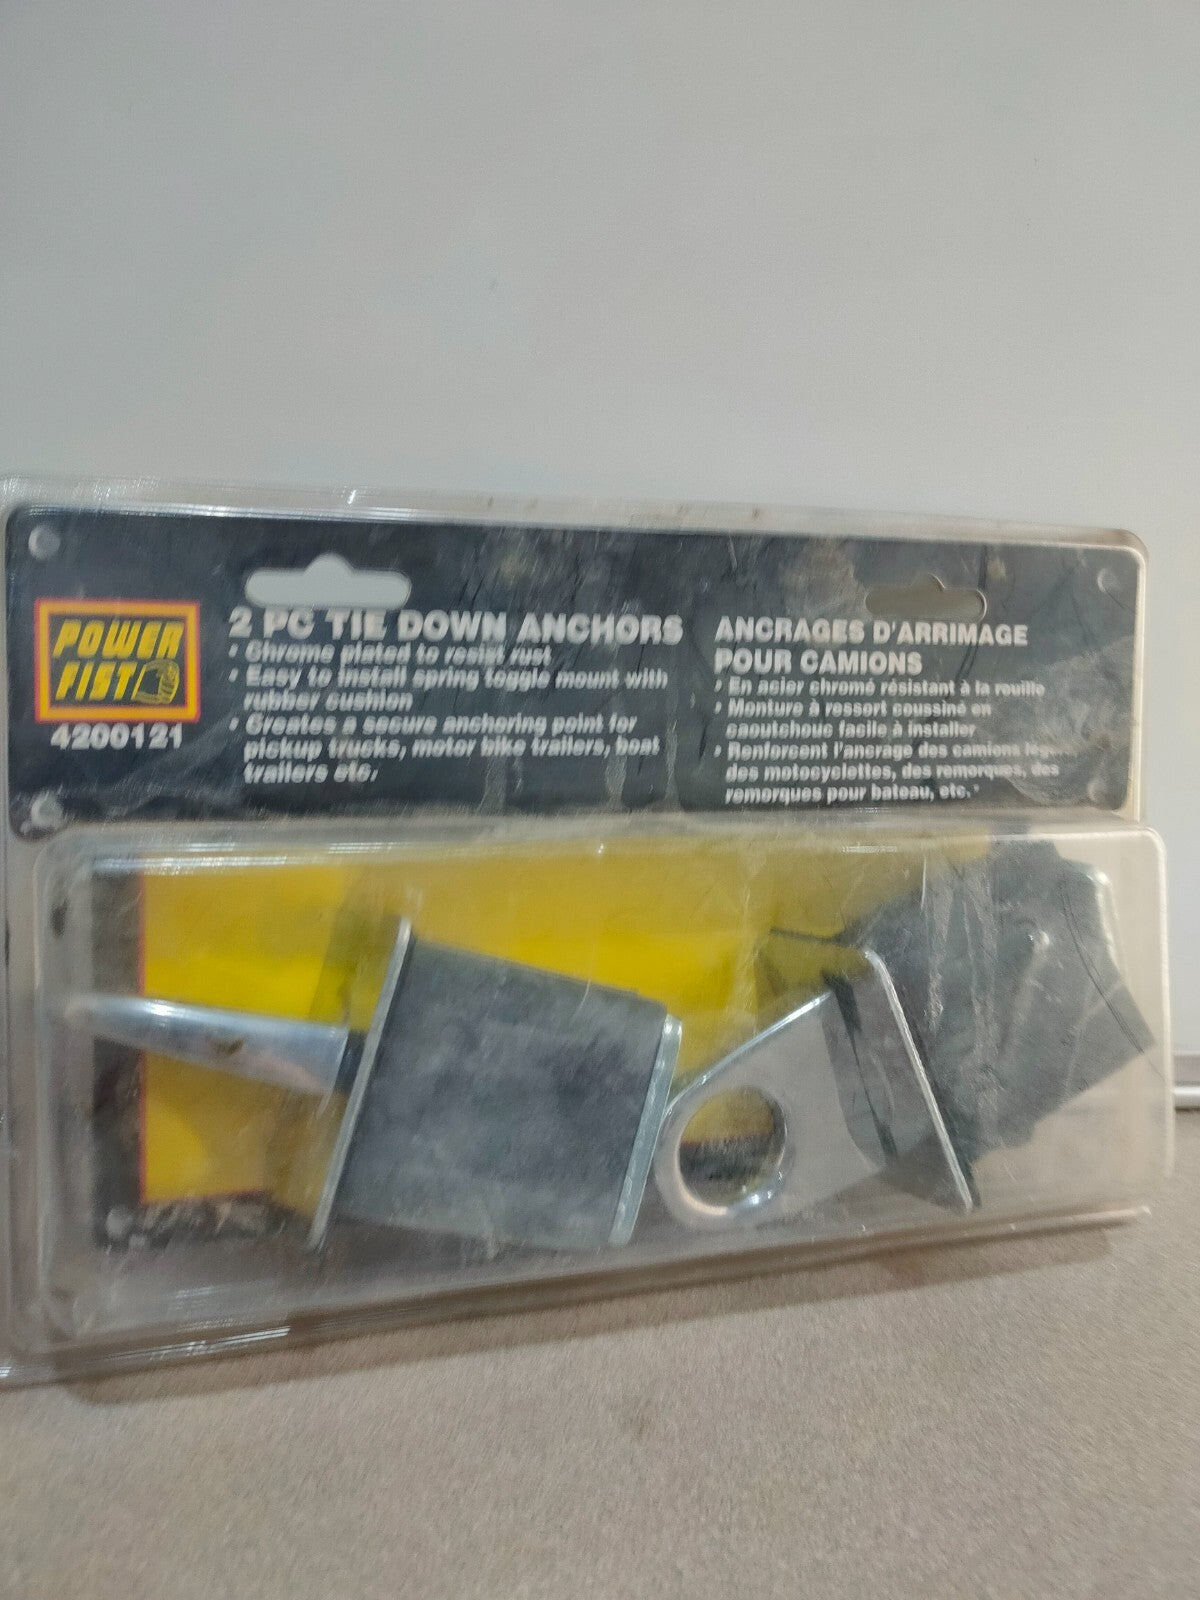 POWER
FIST
4200121
2 PC TIE DOWN ANCHORS
• Chrome plated to resist rust
• Easy to install spring toggle mount with
rubber cushion
• Creates a secure anchoring point for
pickup trucks, motor bike trailers, boat
trailers etc.
ANCRAGES D'ARRIMAGE
POUR CAMIONS
• En acier chromé résistant à la rouille
• Monture à ressort coussiné en
caoutchouc facile à installer
• Renforcent l'ancrage des camions
des motocyclettes, des remorques, des
remorques pour bateau, etc.